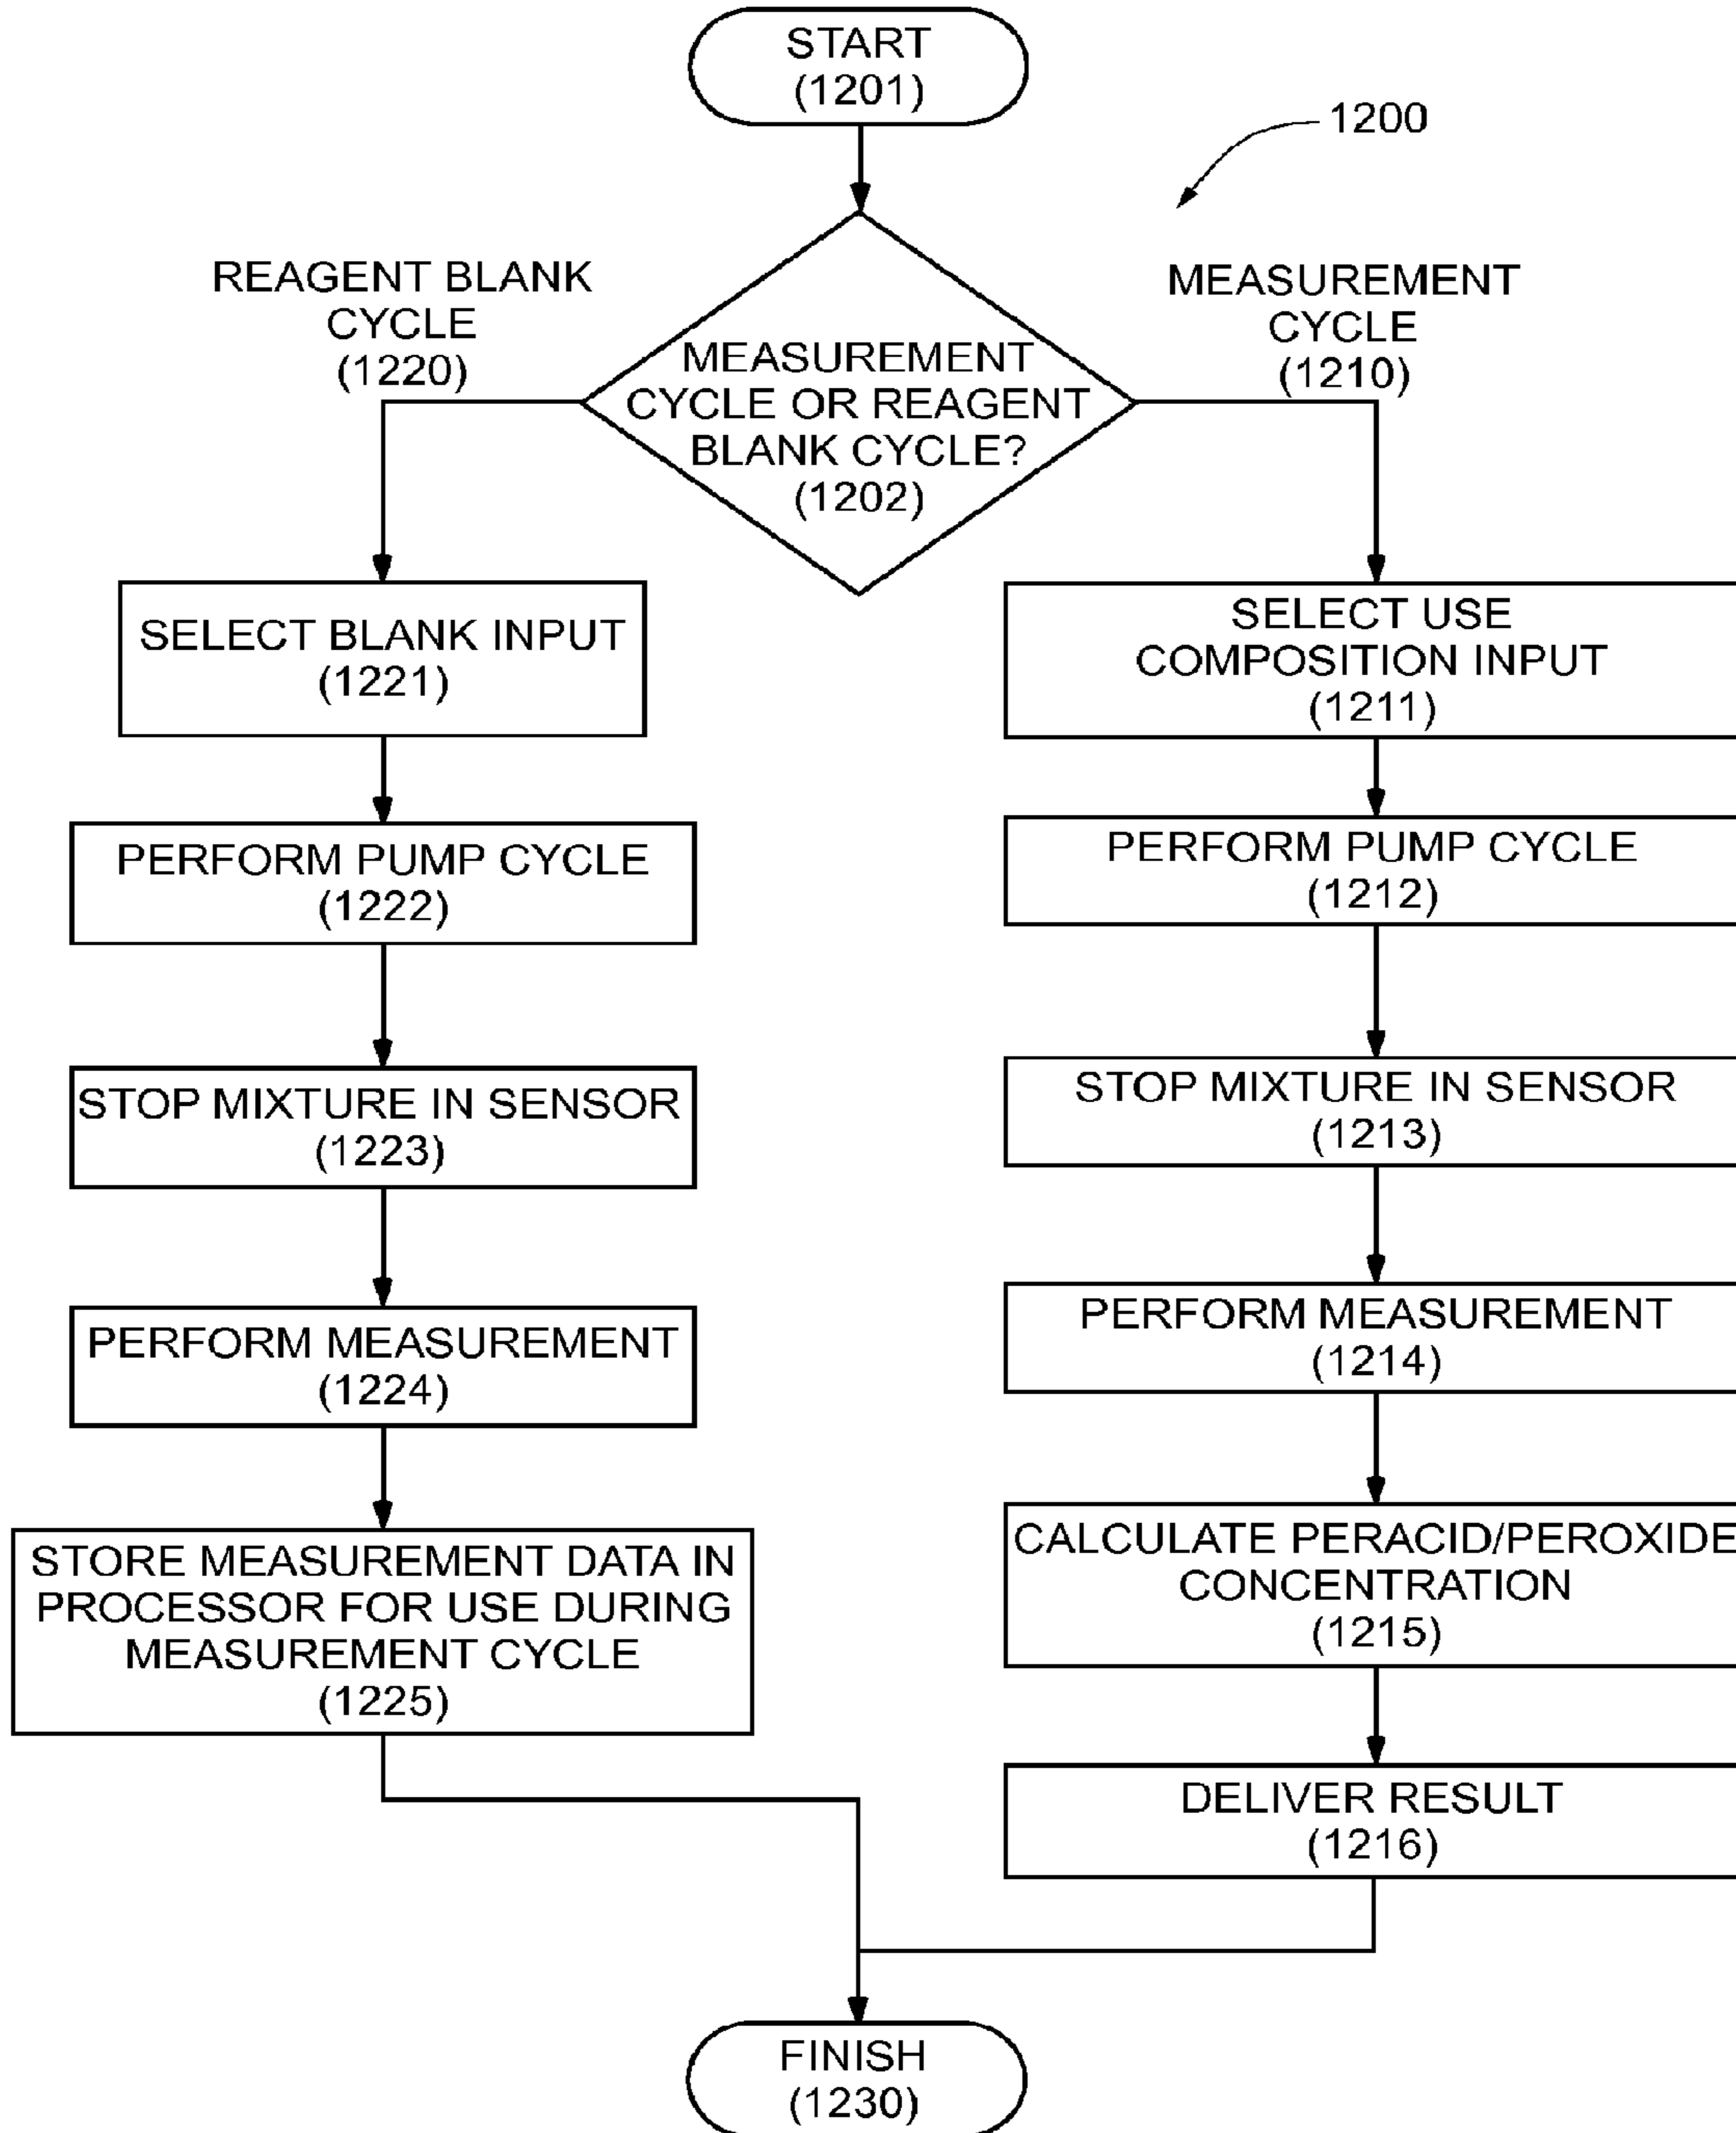 START
(1201)
1200
REAGENT BLANK
CYCLE
(1220)
MEASUREMENT
CYCLE
(1210)
MEASUREMENT
CYCLE OR REAGENT
BLANK CYCLE?
(1202)
SELECT BLANK INPUT
(1221)
PERFORM PUMP CYCLE
(1222)
STOP MIXTURE IN SENSOR
(1223)
PERFORM MEASUREMENT
(1224)
STORE MEASUREMENT DATA IN
PROCESSOR FOR USE DURING
MEASUREMENT CYCLE
(1225)
SELECT USE
COMPOSITION INPUT
(1211)
PERFORM PUMP CYCLE
(1212)
STOP MIXTURE IN SENSOR
(1213)
PERFORM MEASUREMENT
(1214)
CALCULATE PERACID/PEROXIDE
CONCENTRATION
(1215)
DELIVER RESULT
(1216)
FINISH
(1230)